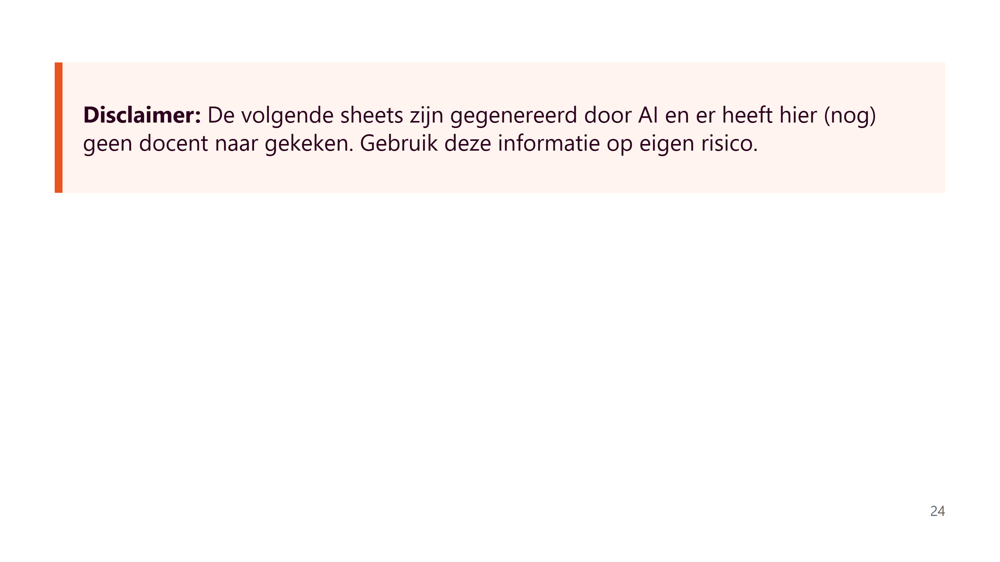 Disclaimer: De volgende sheets zijn gegenereerd door AI en er heeft hier (nog)
geen docent naar gekeken. Gebruik deze informatie op eigen risico.
24